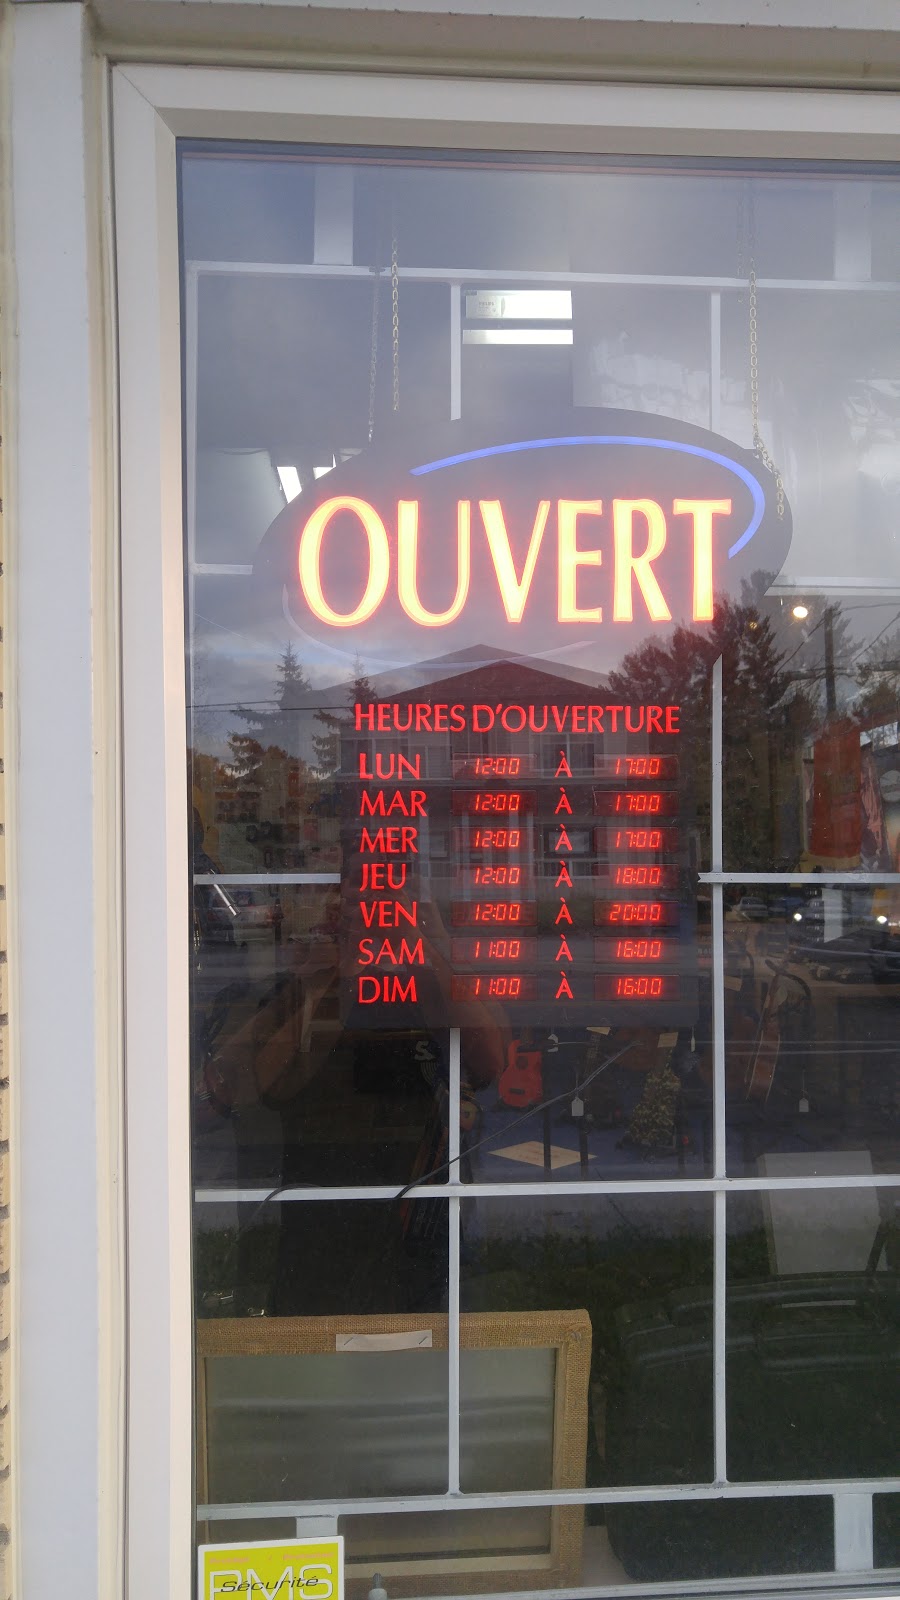 OUVERT
HEURES D'OUVERTURE
LUN 12:00 À 17:00
MAR 12:00 À 17:00
MER 12:00 À 17:00
JEU 12:00 À 18:00
VEN 12:00 À 20:00
SAM 11:00 À 16:00
DIM 11:00 À 16:00
PMS
Sécurité